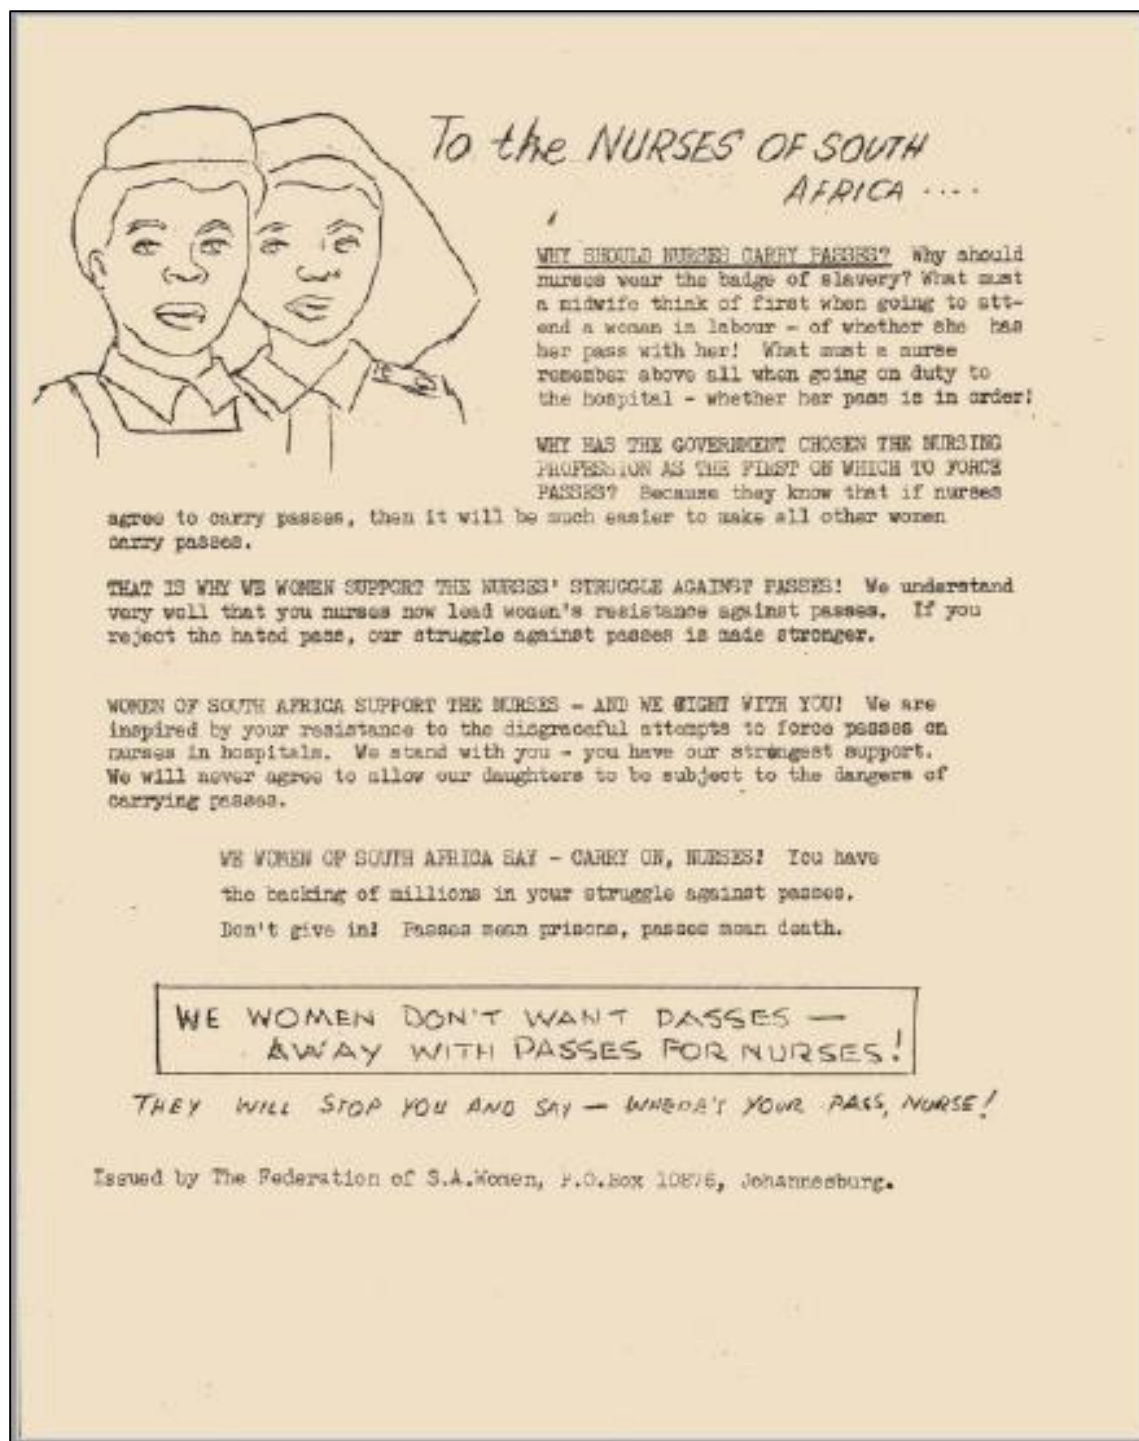 To the NURSES OF SOUTH
AFRICA ....
WHY SHOULD NURSES CARRY PASSES? Why should
nurses wear the badge of slavery? What must
a midwife think of first when going to att-
end a woman in labour - of whether she has
her pass with her! What must a nurse
remember above all when going on duty to
the hospital - whether her pass is in order!
WHY HAS THE GOVERNMENT CHOSEN THE NURSING
PROFESSION AS THE FIRST ON WHICH TO FORCE
PASSES? Because they know that if nurses
agree to carry passes, then it will be much easier to make all other women
carry passes.
THAT IS WHY WE WOMEN SUPPORT THE NURSES' STRUGGLE AGAINST PASSES! We understand
very well that you nurses now lead women's resistance against passes. If you
reject the hated pass, our struggle against passes is made stronger.
WOMEN OF SOUTH AFRICA SUPPORT THE NURSES - AND WE FIGHT WITH YOU! We are
inspired by your resistance to the disgraceful attempts to force passes on
nurses in hospitals. We stand with you - you have our strongest support.
We will never agree to allow our daughters to be subject to the dangers of
carrying passes.
WE WOMEN OF SOUTH AFRICA SAY - CARRY ON, NURSES! You have
the backing of millions in your struggle against passes.
Don't give in! Passes mean prisons, passes mean death.
WE WOMEN DON'T WANT PASSES —
AWAY WITH PASSES FOR NURSES!
THEY WILL STOP YOU AND SAY — WHERE'S YOUR PASS, NURSE!
Issued by The Federation of S.A.Women, P.O.Box 10876, Johannesburg.